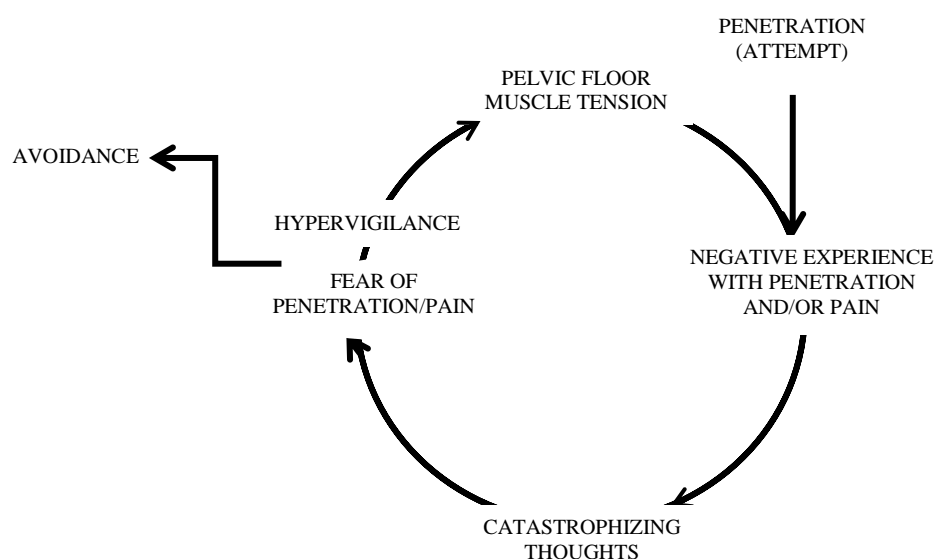 PENETRATION
(ATTEMPT)
PELVIC FLOOR
MUSCLE TENSION
AVOIDANCE
HYPERVIGILANCE
FEAR OF
PENETRATION/PAIN
NEGATIVE EXPERIENCE
WITH PENETRATION
AND/OR PAIN
CATASTROPHIZING
THOUGHTS